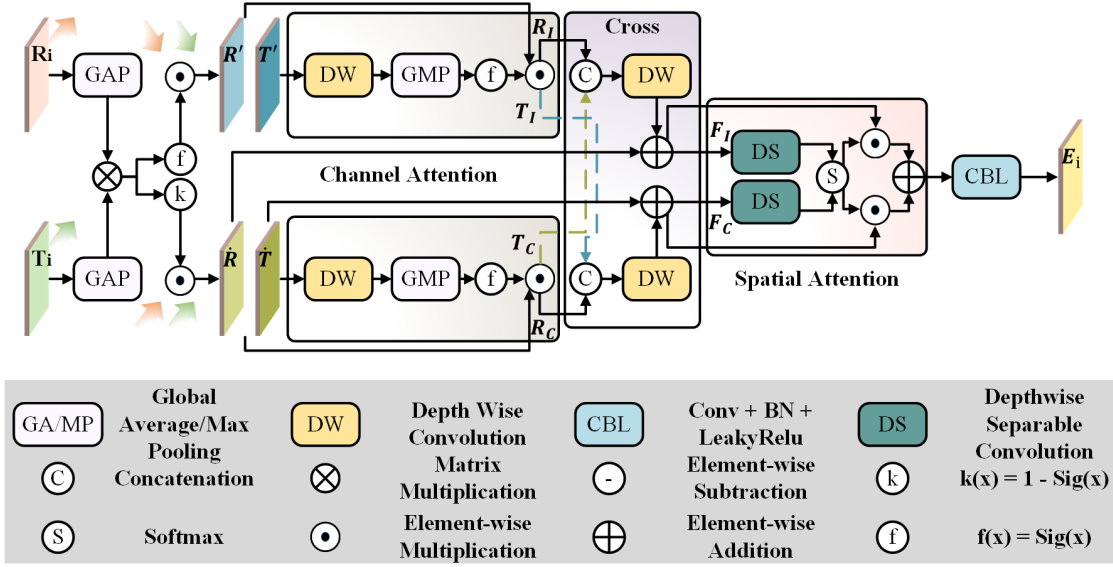 R_I
Cross
R_i
GAP
R′
T′
DW
GMP
f
C
DW
T_I
f
k
F_I
DS
S
CBL
E_i
Channel Attention
DS
F_C
T_i
GAP
Ṙ
Ṫ
DW
GMP
f
T_C
C
DW
Spatial Attention
R_C
GA/MP
Global
Average/Max
Pooling
DW
Depth Wise
Convolution
CBL
Conv + BN +
LeakyRelu
DS
Depthwise
Separable
Convolution
C
Concatenation
Matrix
Multiplication
-
Element-wise
Subtraction
k
k(x) = 1 - Sig(x)
S
Softmax
Element-wise
Multiplication
Element-wise
Addition
f
f(x) = Sig(x)